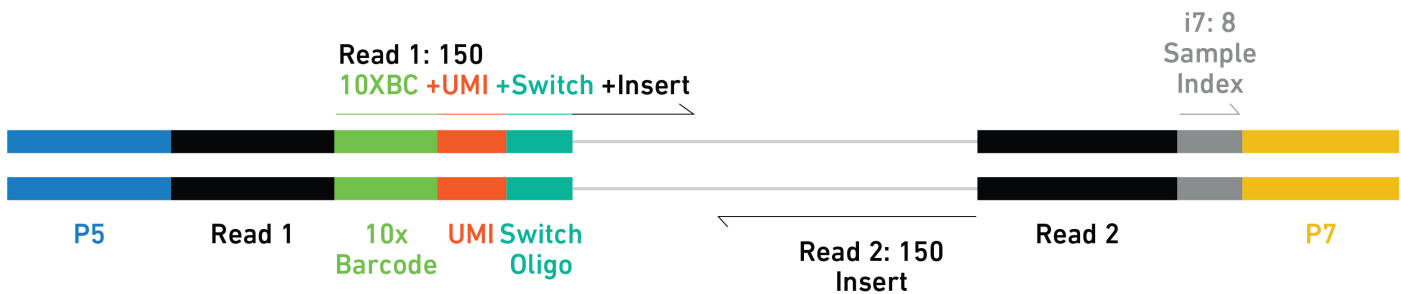 i7: 8
Sample
Index
Read 1: 150
10XBC +UMI +Switch +Insert
P5
Read 1
10x
Barcode
UMI
Switch
Oligo
Read 2: 150
Insert
Read 2
P7